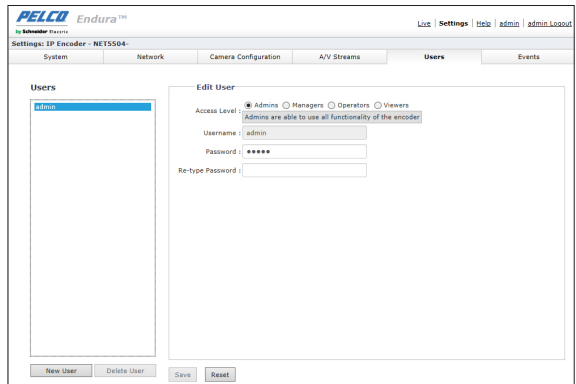 PELCO Endura™
by Schneider Electric
Live | Settings | Help | admin | admin Logout
Settings: IP Encoder - NET5504-
System Network Camera Configuration A/V Streams Users Events
Users
admin
Edit User
Access Level : Admins Managers Operators Viewers
Admins are able to use all functionality of the encoder
Username : admin
Password : •••••
Re-type Password :
New User Delete User
Save Reset